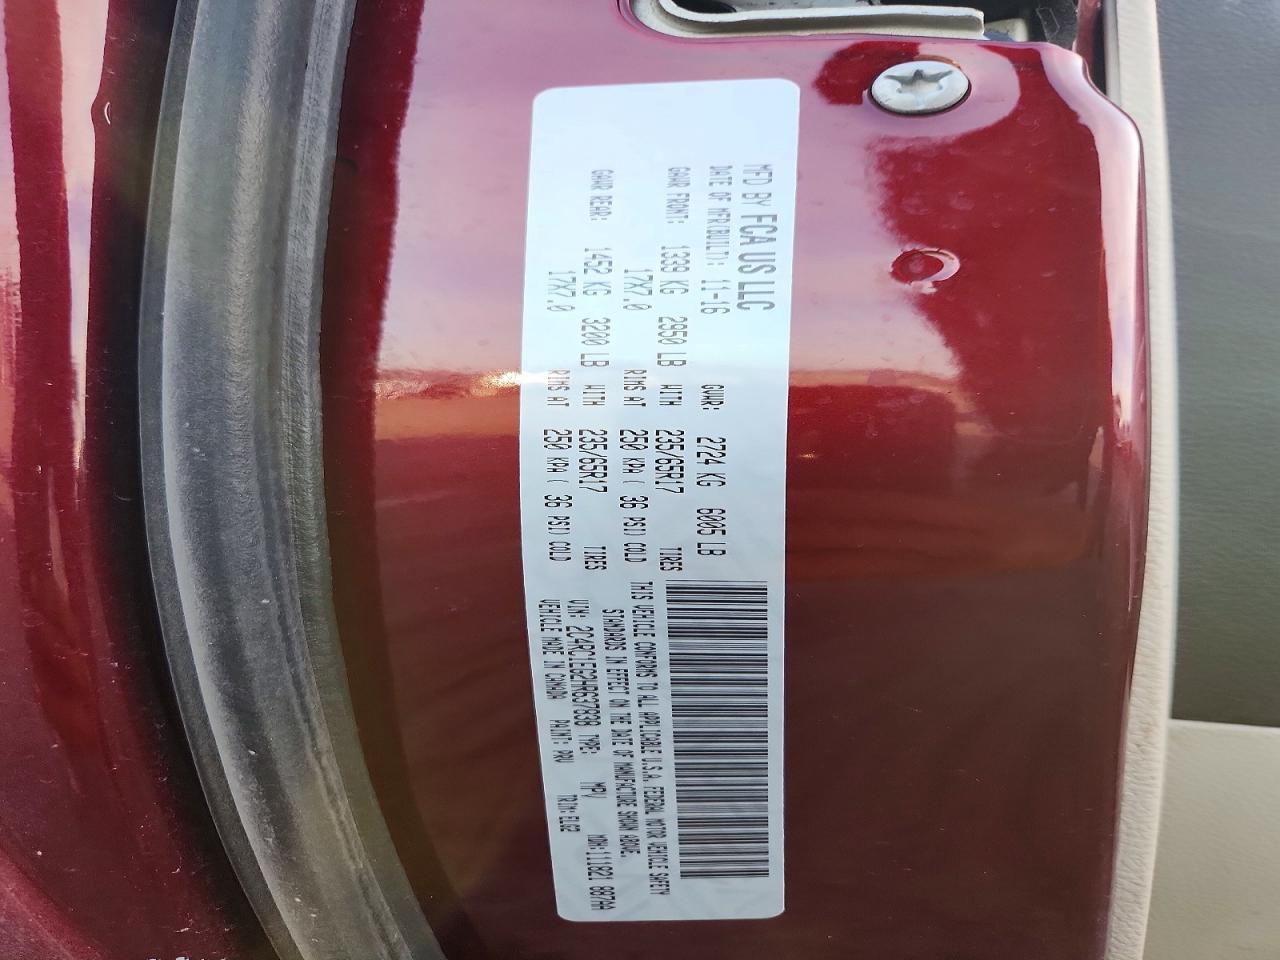 MFD BY FCA US LLC
DATE OF MFR(BUILT): 11-16 GVWR: 2724 KG 6005 LB
GAWR FRONT: 1339 KG 2950 LB WITH 235/65R17 TIRES
17X7.0 RIMS AT 250 KPA( 36 PSI) COLD
GAWR REAR: 1452 KG 3200 LB WITH 235/65R17 TIRES
17X7.0 RIMS AT 250 KPA( 36 PSI) COLD
THIS VEHICLE CONFORMS TO ALL APPLICABLE U.S.A. FEDERAL MOTOR VEHICLE SAFETY
STANDARDS IN EFFECT ON THE DATE OF MANUFACTURE SHOWN ABOVE.
VIN: 2C4RC1EG2HR637838 TYPE: MPV MDH:111821 887AA
VEHICLE MADE IN CANADA PAINT: PRV TRIM: ELG2